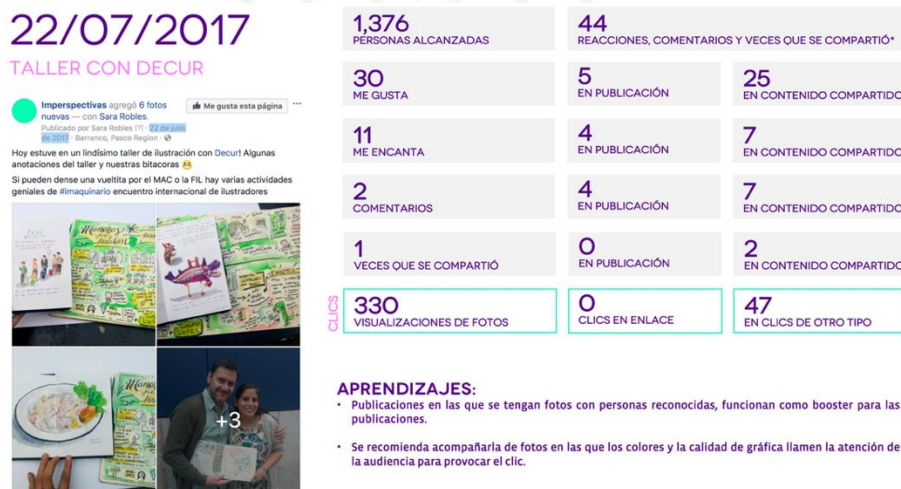 22/07/2017
TALLER CON DECUR
Imperspectivas agregó 6 fotos
nuevas — con Sara Robles.
Me gusta esta página
Publicado por Sara Robles [?] · 22 de julio
de 2017 · Barranco, Pasco Region ·
Hoy estuve en un lindísimo taller de ilustración con Decur! Algunas
anotaciones del taller y nuestras bitacoras
Si pueden dense una vueltita por el MAC o la FIL hay varias actividades
geniales de #imaquinario encuentro internacional de ilustradores
+3
1,376
PERSONAS ALCANZADAS
44
REACCIONES, COMENTARIOS Y VECES QUE SE COMPARTIÓ*
30
ME GUSTA
5
EN PUBLICACIÓN
25
EN CONTENIDO COMPARTIDO
11
ME ENCANTA
4
EN PUBLICACIÓN
7
EN CONTENIDO COMPARTIDO
2
COMENTARIOS
4
EN PUBLICACIÓN
7
EN CONTENIDO COMPARTIDO
1
VECES QUE SE COMPARTIÓ
0
EN PUBLICACIÓN
2
EN CONTENIDO COMPARTIDO
CLICS
330
VISUALIZACIONES DE FOTOS
0
CLICS EN ENLACE
47
EN CLICS DE OTRO TIPO
APRENDIZAJES:
• Publicaciones en las que se tengan fotos con personas reconocidas, funcionan como booster para las
publicaciones.
• Se recomienda acompañarla de fotos en las que los colores y la calidad de gráfica llamen la atención de
la audiencia para provocar el clic.